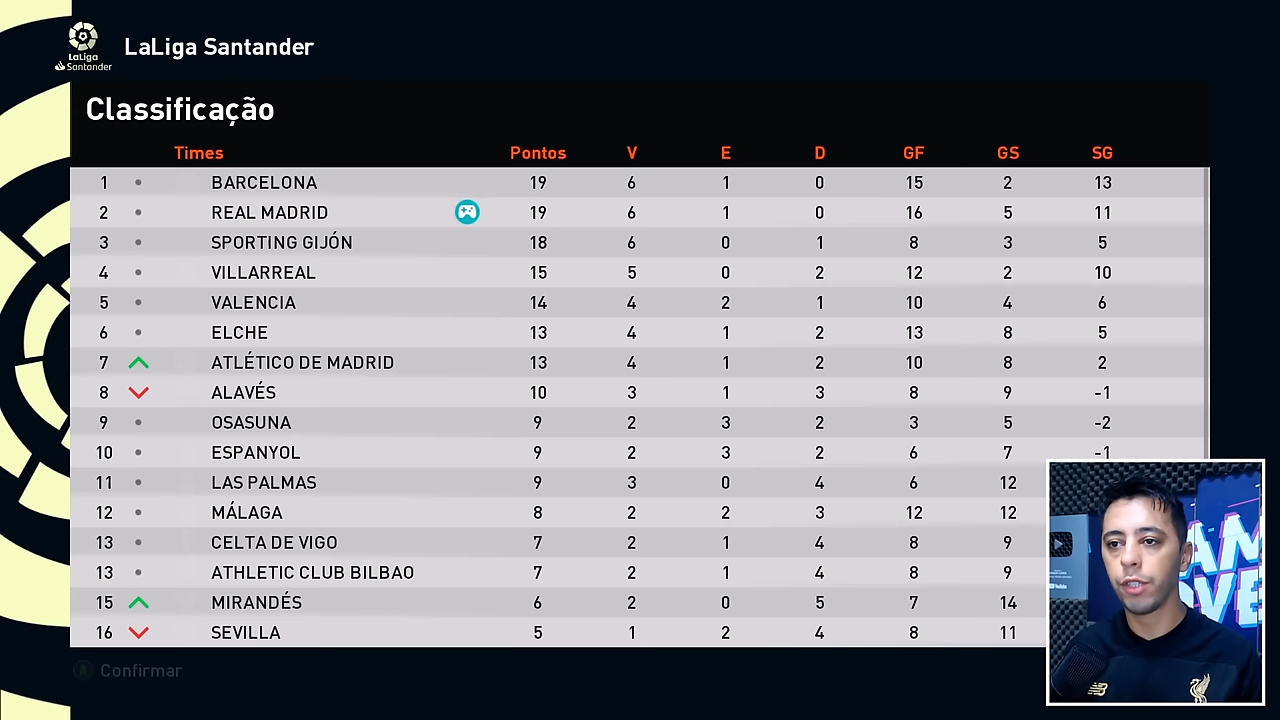 LaLiga Santander
LaLiga
Santander
Classificação
Times Pontos V E D GF GS SG
1 BARCELONA 19 6 1 0 15 2 13
2 REAL MADRID 19 6 1 0 16 5 11
3 SPORTING GIJÓN 18 6 0 1 8 3 5
4 VILLARREAL 15 5 0 2 12 2 10
5 VALENCIA 14 4 2 1 10 4 6
6 ELCHE 13 4 1 2 13 8 5
7 ATLÉTICO DE MADRID 13 4 1 2 10 8 2
8 ALAVÉS 10 3 1 3 8 9 -1
9 OSASUNA 9 2 3 2 3 5 -2
10 ESPANYOL 9 2 3 2 6 7 -1
11 LAS PALMAS 9 3 0 4 6 12
12 MÁLAGA 8 2 2 3 12 12
13 CELTA DE VIGO 7 2 1 4 8 9
13 ATHLETIC CLUB BILBAO 7 2 1 4 8 9
15 MIRANDÉS 6 2 0 5 7 14
16 SEVILLA 5 1 2 4 8 11
A Confirmar